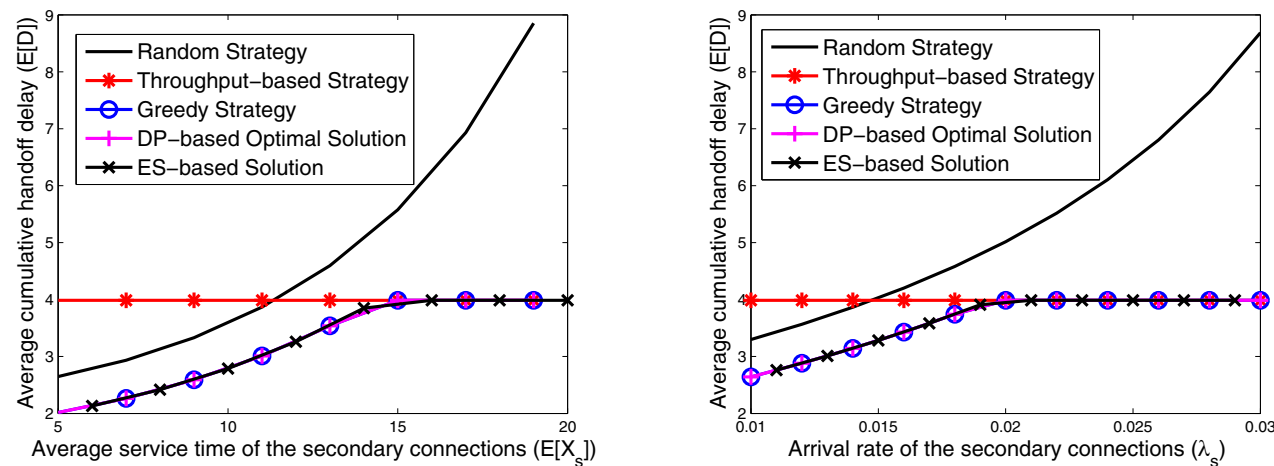 Average cumulative handoff delay (E[D])
9
8
7
6
5
4
3
2
Random Strategy
Throughput−based Strategy
Greedy Strategy
DP−based Optimal Solution
ES−based Solution
5 10 15 20
Average service time of the secondary connections (E[Xs])
Average cumulative handoff delay (E[D])
9
8
7
6
5
4
3
2
Random Strategy
Throughput−based Strategy
Greedy Strategy
DP−based Optimal Solution
ES−based Solution
0.01 0.015 0.02 0.025 0.03
Arrival rate of the secondary connections (λs)